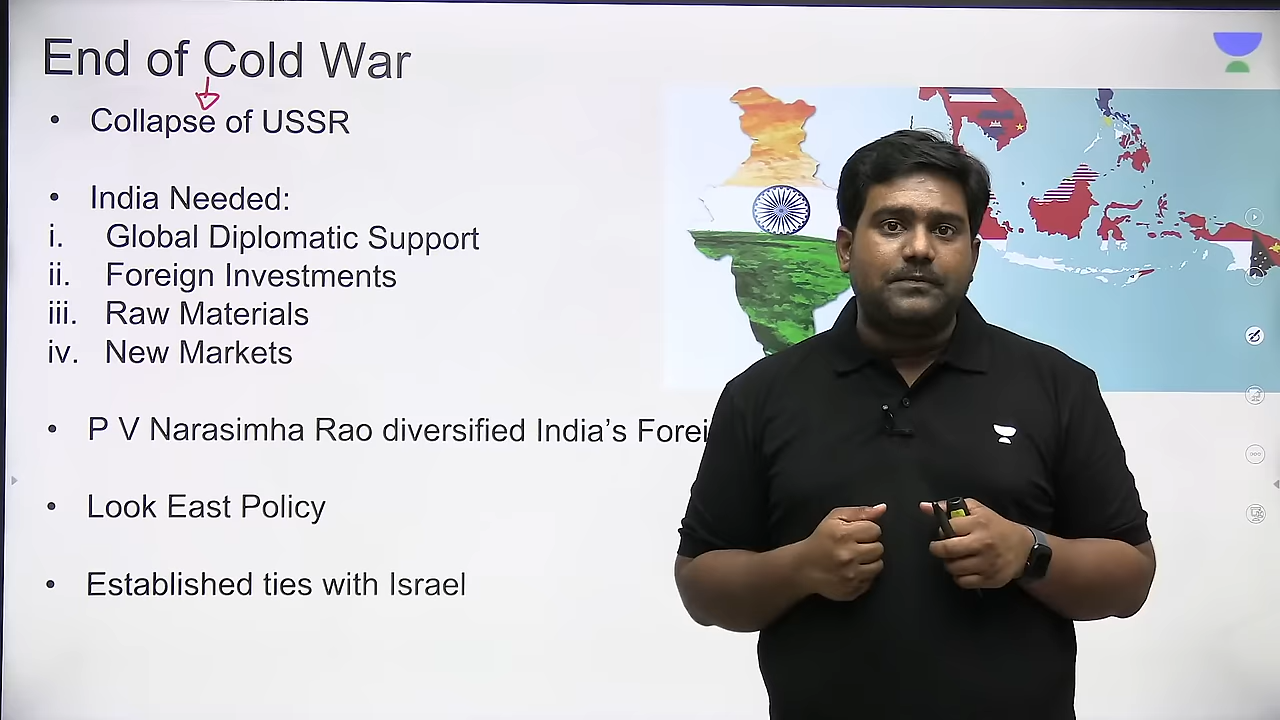 End of Cold War
• Collapse of USSR
• India Needed:
i. Global Diplomatic Support
ii. Foreign Investments
iii. Raw Materials
iv. New Markets
• P V Narasimha Rao diversified India’s
• Look East Policy
• Established ties with Israel